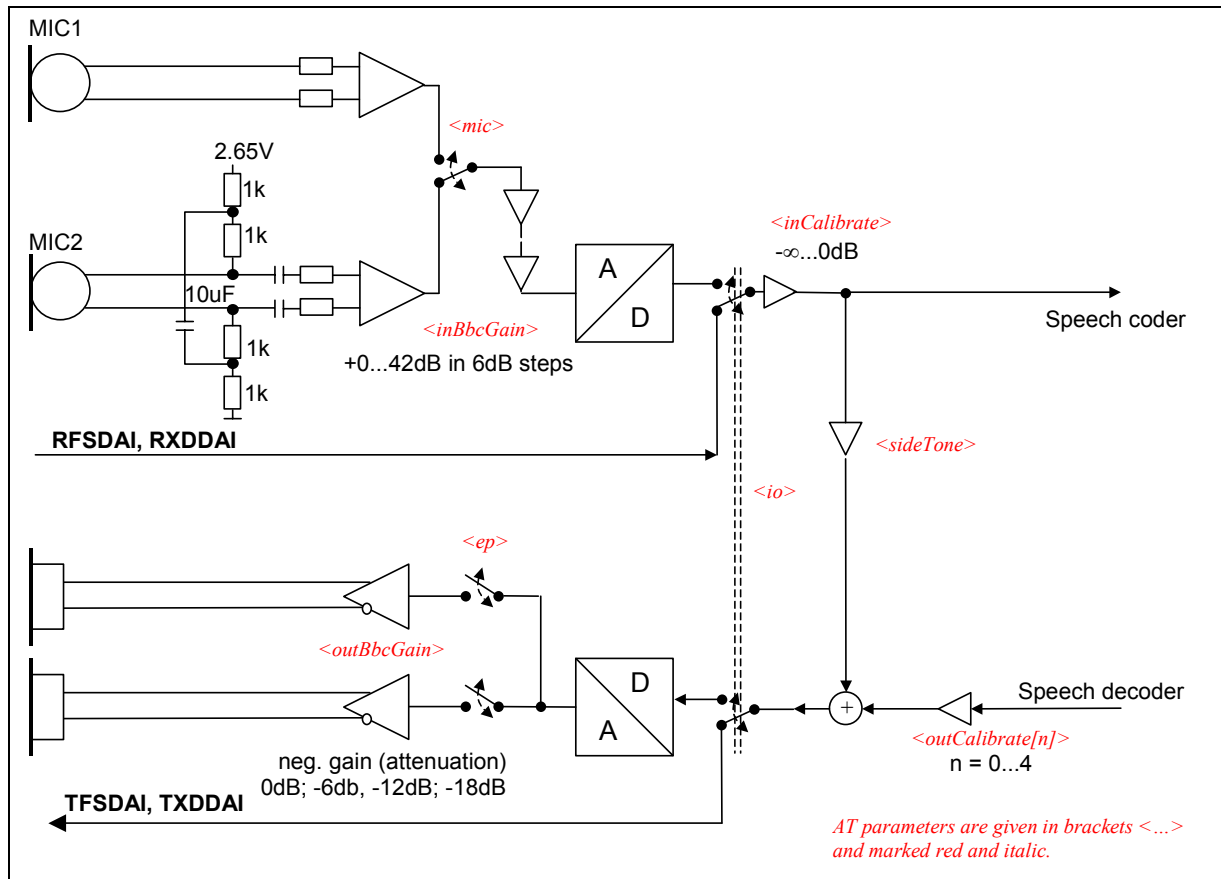 MIC1
<mic>
2.65V
1k
1k
MIC2
10uF
1k
1k
<inBbcGain>
+0...42dB in 6dB steps
A
D
<inCalibrate>
-∞...0dB
Speech coder
RFSDAI, RXDDAI
<sideTone>
<io>
<ep>
<outBbcGain>
D
A
neg. gain (attenuation)
0dB; -6db, -12dB; -18dB
+
Speech decoder
<outCalibrate[n]>
n = 0...4
TFSDAI, TXDDAI
AT parameters are given in brackets <...>
and marked red and italic.